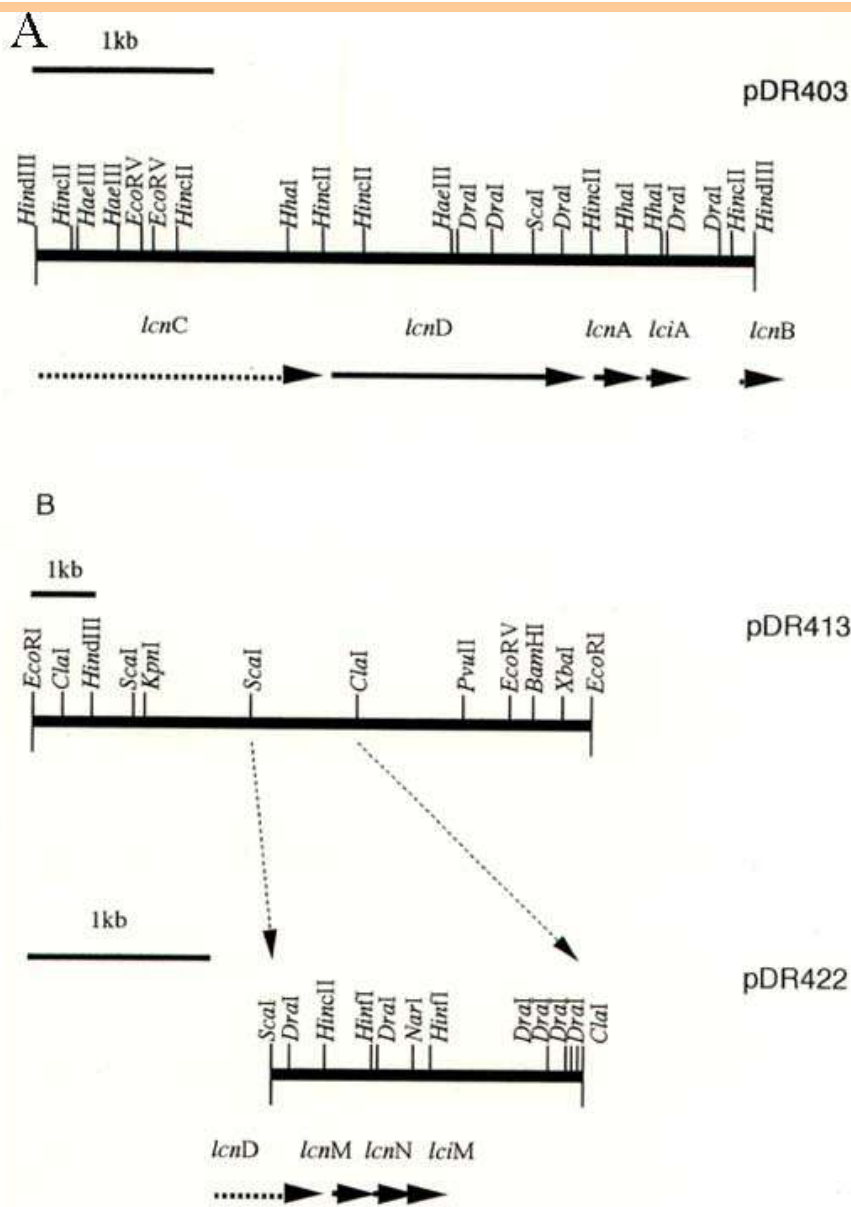 A
1kb
pDR403
HindIII HincII HaeIII HaeIII EcoRV EcoRV HincII HhaI HincII HincII HaeIII DraI DraI ScaI DraI HincII HhaI HhaI DraI DraI HincII HindIII
lcnC lcnD lcnA lciA lcnB
B
1kb
pDR413
EcoRI ClaI HindIII ScaI KpnI ScaI ClaI PvuII EcoRV BamHI XbaI EcoRI
1kb
pDR422
ScaI DraI HincII HinfI DraI NarI HinfI DraI DraI DraI DraI ClaI
lcnD lcnM lcnN lciM